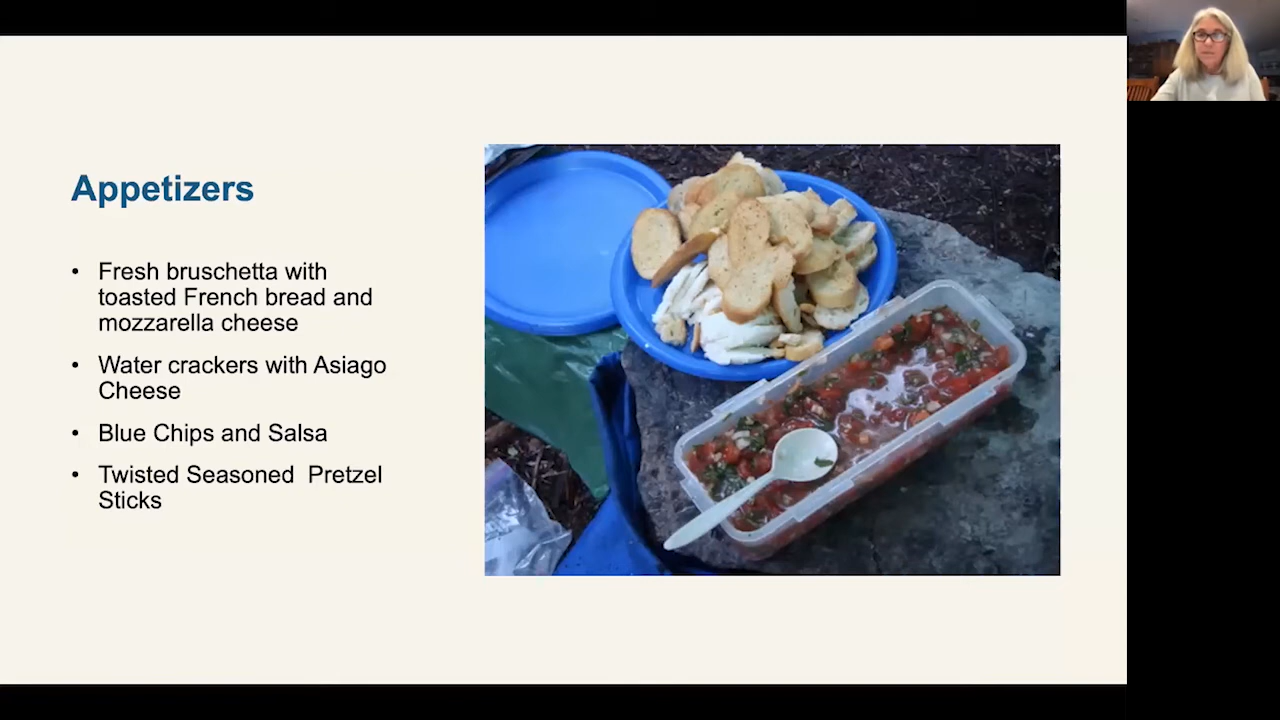 Appetizers
• Fresh bruschetta with
toasted French bread and
mozzarella cheese
• Water crackers with Asiago
Cheese
• Blue Chips and Salsa
• Twisted Seasoned  Pretzel
Sticks